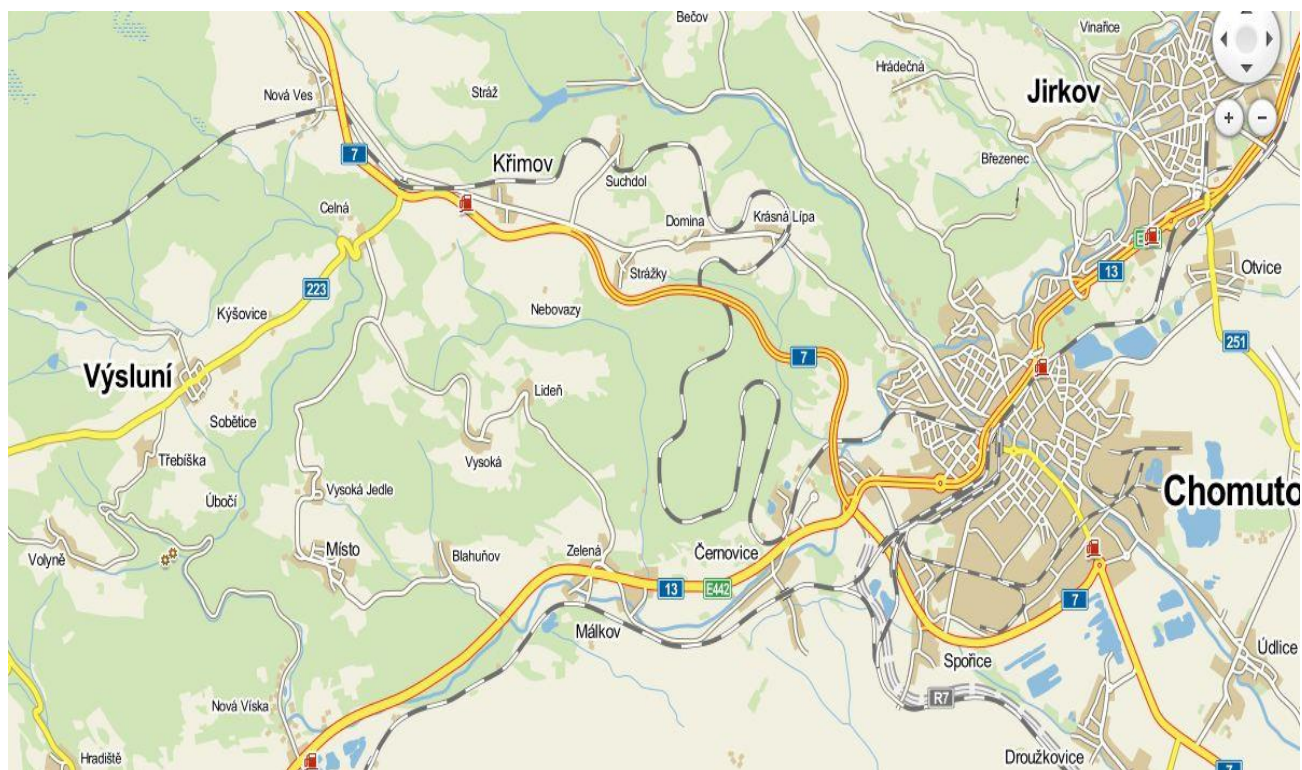 Bečov
Vinařice
Hrádečná
Nová Ves
Stráž
Jirkov
+ −
7
Křimov
Březenec
Suchdol
Celná
Domina
Krásná Lípa
E
13
Otvice
Strážky
223
Kýšovice
Nebovazy
251
7
Výsluní
Lideň
Sobětice
Třebíška
Vysoká
Vysoká Jedle
Chomuto
Úbočí
Volyně
Místo
Blahuňov
Zelená
Černovice
13
E442
7
Málkov
Spořice
Údlice
R7
Nová Víska
Hradiště
Droužkovice
7